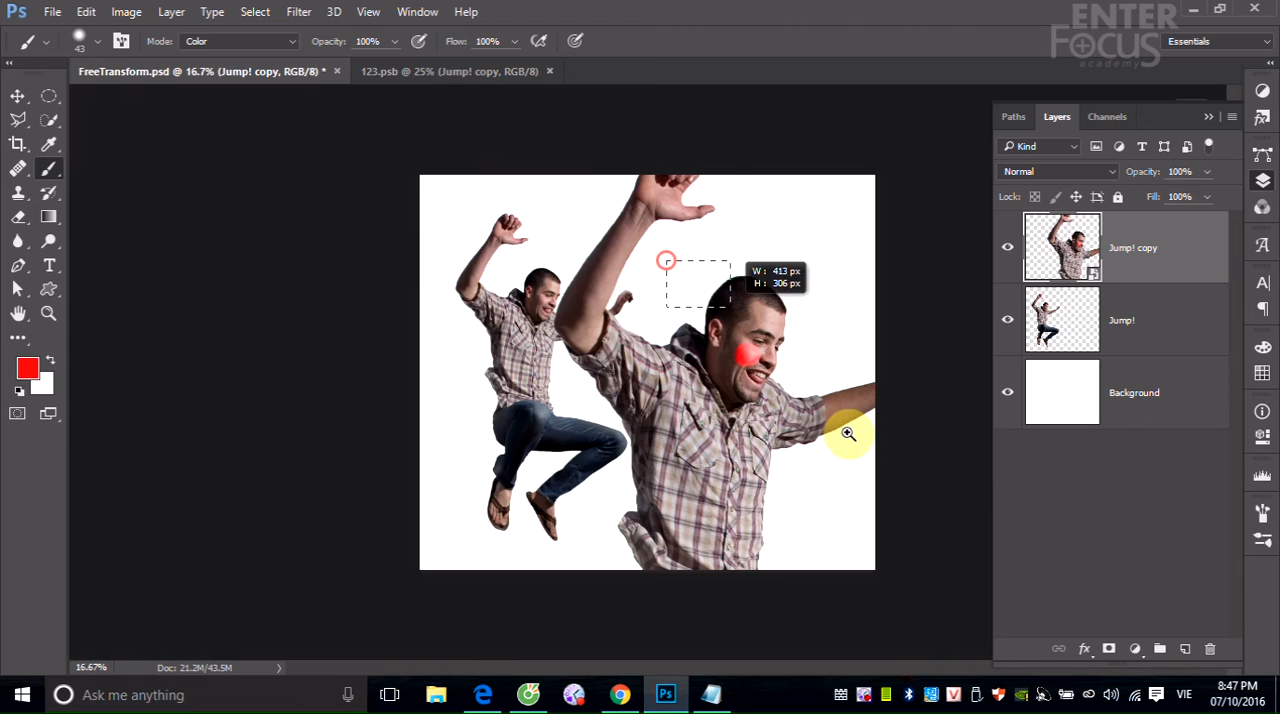 Ps File Edit Image Layer Type Select Filter 3D View Window Help
ENTER
FOCUS
academy
43 Mode: Color Opacity: 100% Flow: 100% Essentials
FreeTransform.psd @ 16.7% (Jump! copy, RGB/8) * × 123.psb @ 25% (Jump! copy, RGB/8) ×
Paths Layers Channels
Kind
Normal Opacity: 100%
Lock: Fill: 100%
Jump! copy
W: 413 px
H: 306 px
Jump!
Background
16.67% Doc: 21.2M/43.5M
Ask me anything
VIE
8:47 PM
07/10/2016